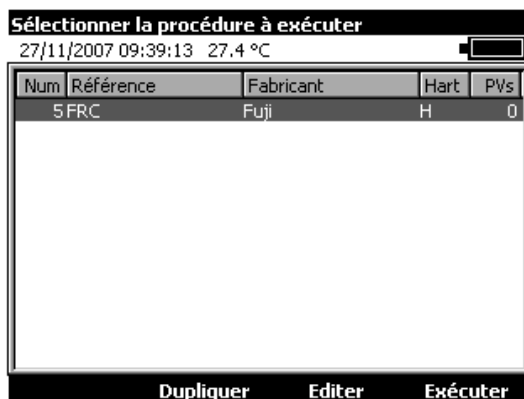 Sélectionner la procédure à exécuter
27/11/2007 09:39:13 27.4 °C
Num Référence Fabricant Hart PVs
5 FRC Fuji H 0
Dupliquer Editer Exécuter